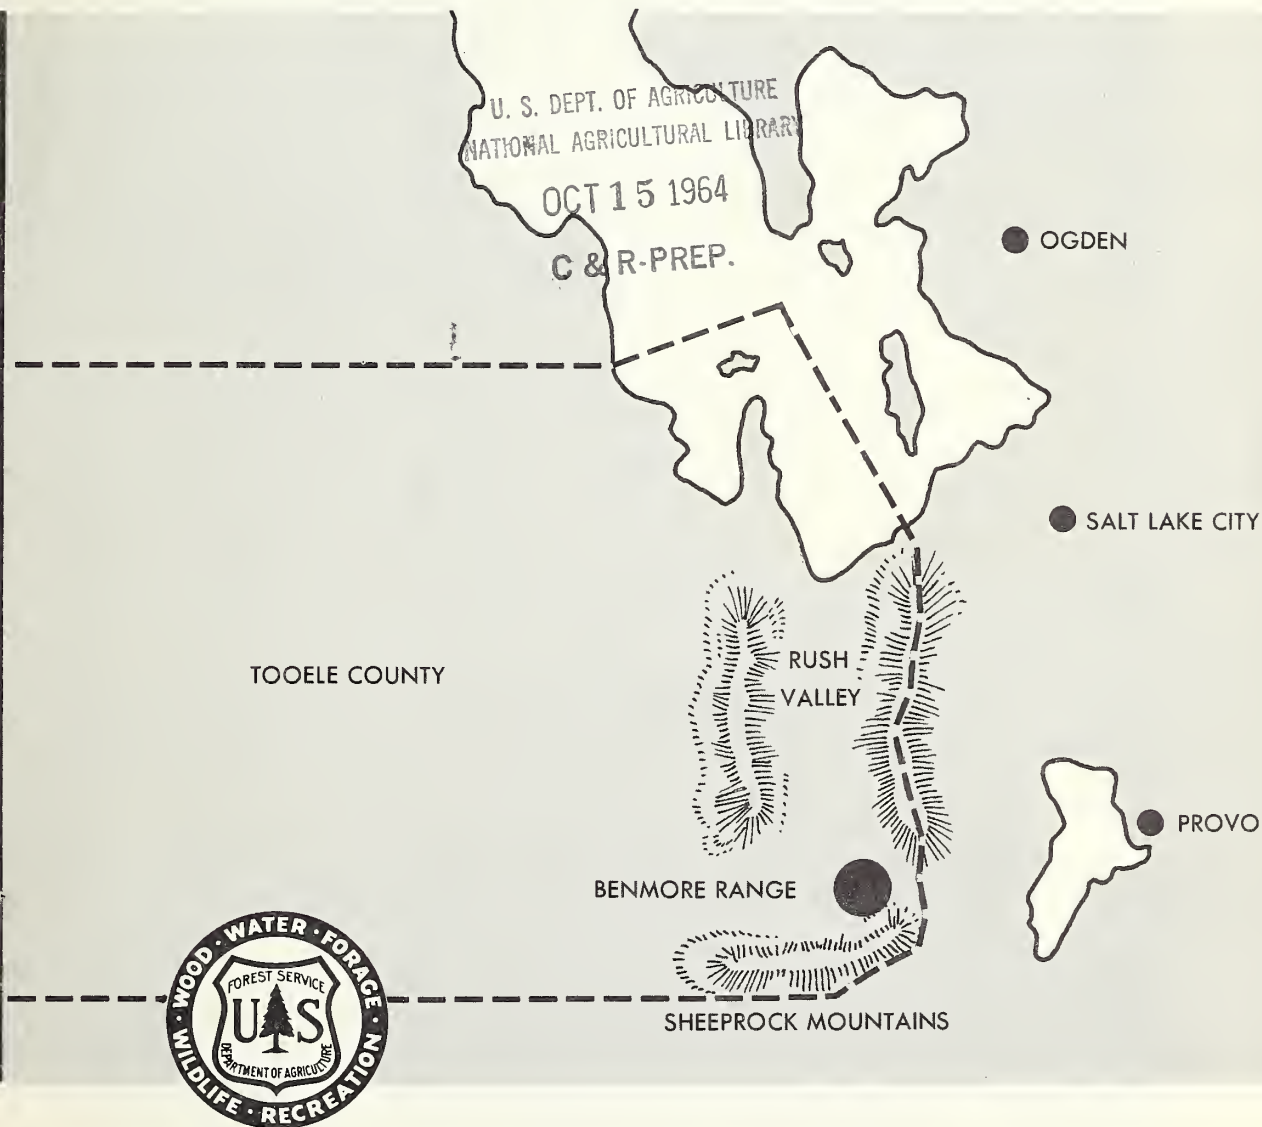 U. S. DEPT. OF AGRICULTURE
NATIONAL AGRICULTURAL LIBRARY
OCT 15 1964
C & R-PREP.
OGDEN
SALT LAKE CITY
TOOELE COUNTY
RUSH
VALLEY
PROVO
BENMORE RANGE
SHEEPROCK MOUNTAINS
WOOD · WATER · FORAGE · WILDLIFE · RECREATION ·
FOREST SERVICE
U S
DEPARTMENT OF AGRICULTURE